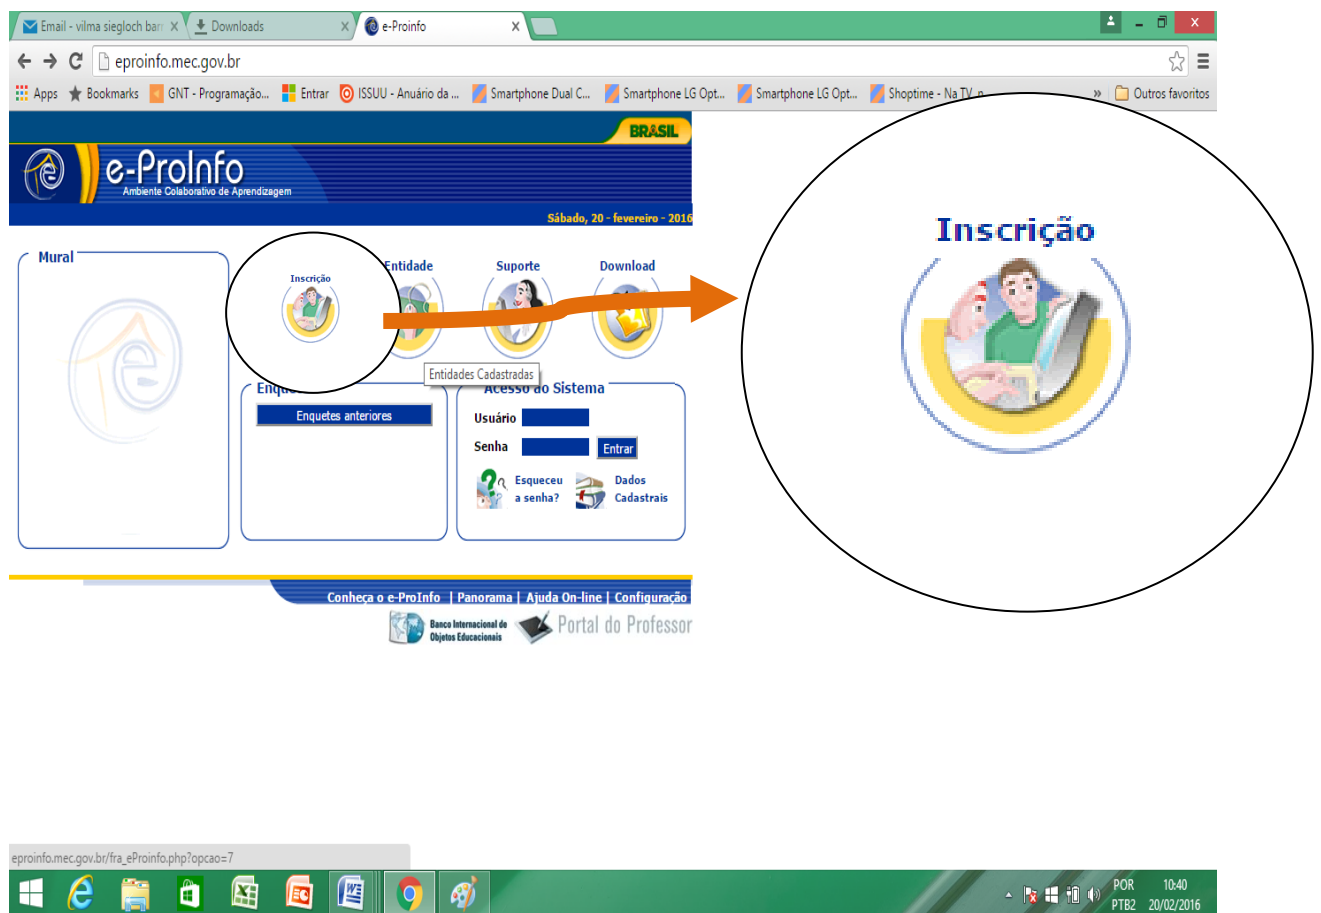 Email - vilma siegloch barr
Downloads
e-Proinfo
eproinfo.mec.gov.br
Apps
Bookmarks
GNT - Programação...
Entrar
ISSUU - Anuário da ...
Smartphone Dual C...
Smartphone LG Opt...
Smartphone LG Opt...
Shoptime - Na TV, n
»
Outros favoritos
BRASIL
e-ProInfo
Ambiente Colaborativo de Aprendizagem
Sábado, 20 - fevereiro - 2016
Mural
Inscrição
Entidade
Suporte
Download
Inscrição
Entidades Cadastradas
Enquetes anteriores
Acesso ao Sistema
Usuário
Senha
Entrar
Esqueceu
a senha?
Dados
Cadastrais
Conheça o e-ProInfo | Panorama | Ajuda On-line | Configuração
Banco Internacional de
Objetos Educacionais
Portal do Professor
eproinfo.mec.gov.br/fra_eProinfo.php?opcao=7
POR
PTB2
10:40
20/02/2016